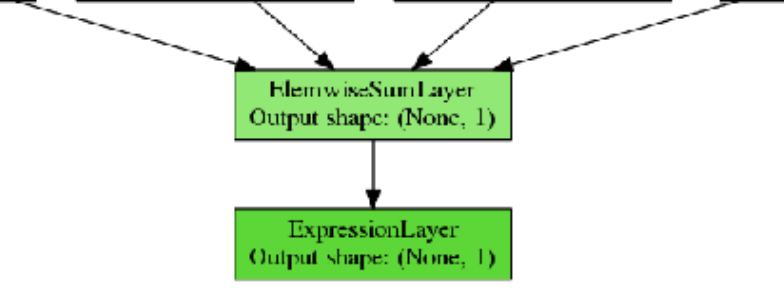 ElemwiseSumLayer
Output shape: (None, 1)
ExpressionLayer
Output shape: (None, 1)